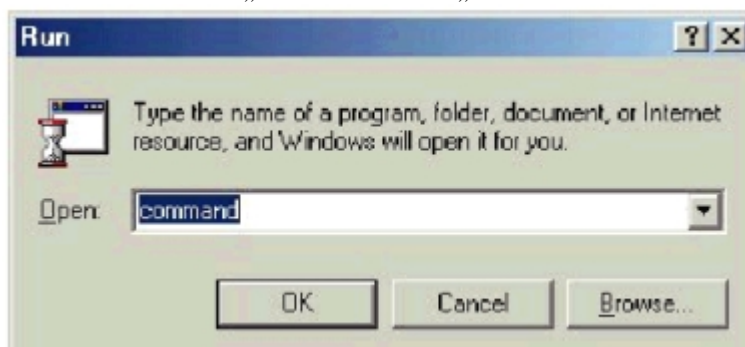 Run
Type the name of a program, folder, document, or Internet
resource, and Windows will open it for you.
Open:
command
OK
Cancel
Browse...